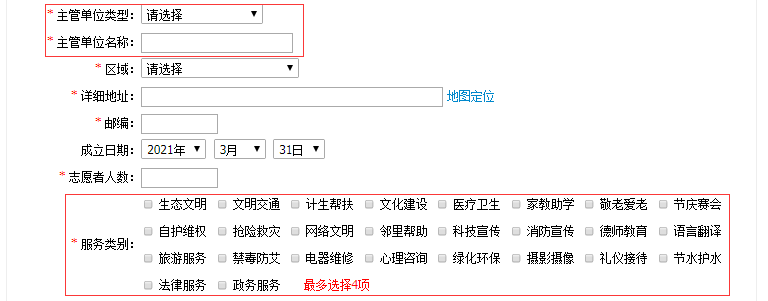 * 主管单位类型： 请选择
* 主管单位名称：
* 区域： 请选择
* 详细地址： 地图定位
* 邮编：
成立日期： 2021年 3月 31日
* 志愿者人数：
生态文明 文明交通 计生帮扶 文化建设 医疗卫生 家教助学 敬老爱老 节庆赛会
自护维权 抢险救灾 网络文明 邻里帮助 科技宣传 消防宣传 德师教育 语言翻译
* 服务类别：
旅游服务 禁毒防艾 电器维修 心理咨询 绿化环保 摄影摄像 礼仪接待 节水护水
法律服务 政务服务 最多选择4项